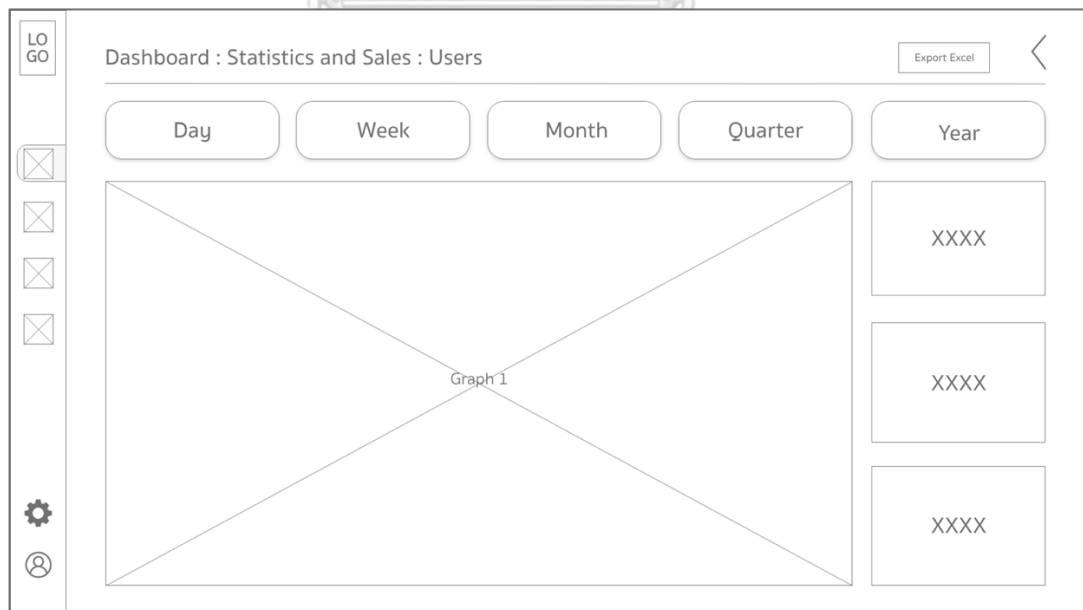 LO
GO
Dashboard : Statistics and Sales : Users
Export Excel
Day
Week
Month
Quarter
Year
XXXX
Graph 1
XXXX
XXXX